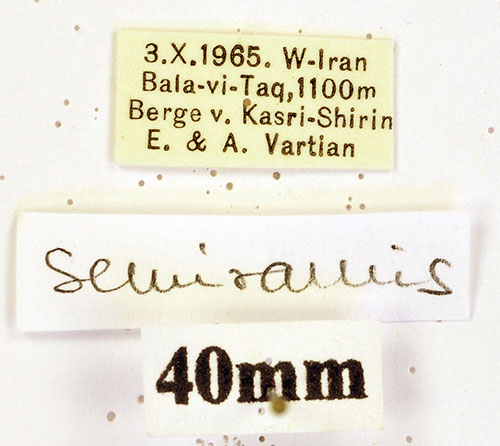 3.X.1965. W-Iran
Bala-vi-Taq,1100m
Berge v. Kasri-Shirin
E. & A. Vartian
Semiramis
40mm